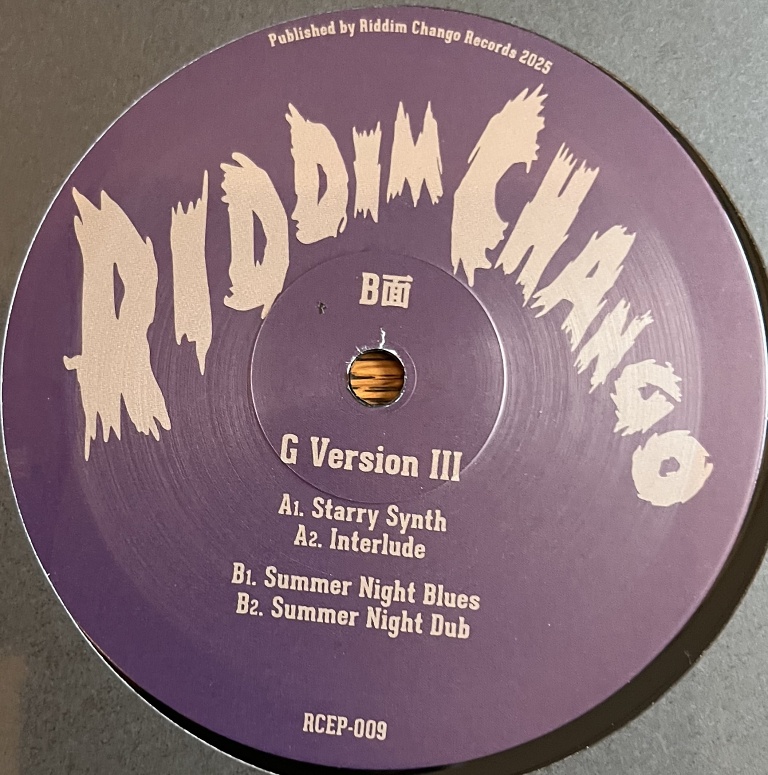 Published by Riddim Chango Records 2025
RIDDIM CHANGO
B面
G Version III
A1. Starry Synth
A2. Interlude
B1. Summer Night Blues
B2. Summer Night Dub
RCEP-009